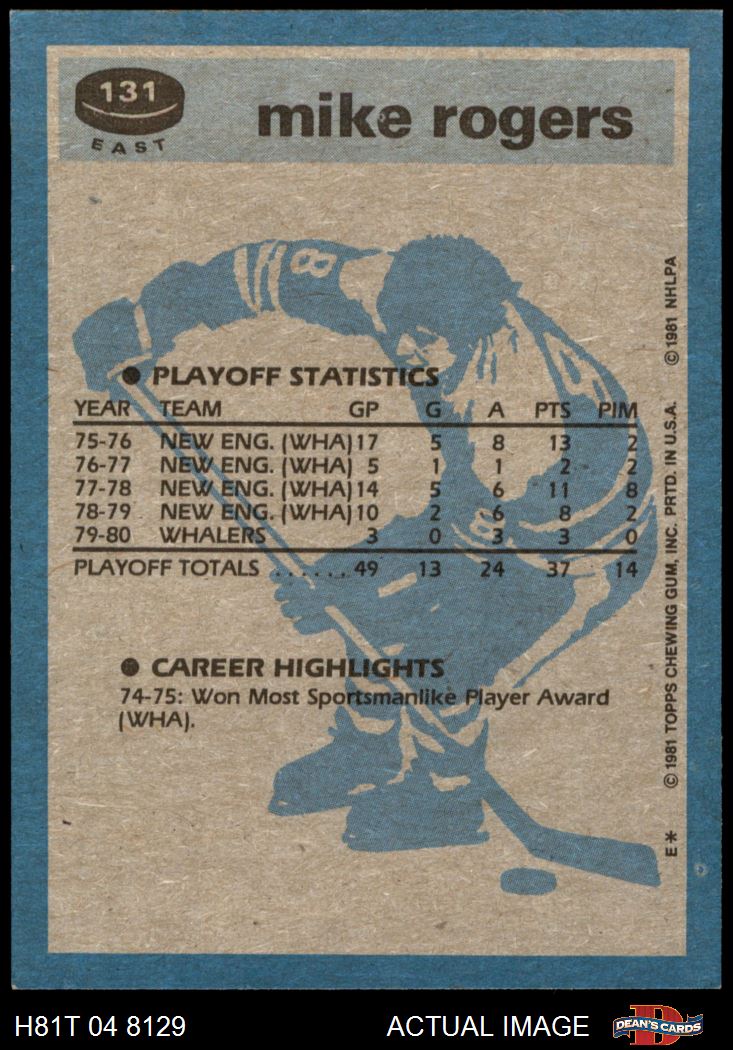 131
EAST
mike rogers
8
● PLAYOFF STATISTICS
YEAR TEAM GP G A PTS PIM
75-76 NEW ENG. (WHA) 17 5 8 13 2
76-77 NEW ENG. (WHA) 5 1 1 2 2
77-78 NEW ENG. (WHA) 14 5 6 11 8
78-79 NEW ENG. (WHA) 10 2 6 8 2
79-80 WHALERS 3 0 3 3 0
PLAYOFF TOTALS ...... 49 13 24 37 14
● CAREER HIGHLIGHTS
74-75: Won Most Sportsmanlike Player Award
(WHA).
© 1981 TOPPS CHEWING GUM, INC. PRTD. IN U.S.A. © 1981 NHLPA
E*
H81T 04 8129
ACTUAL IMAGE
D
DEAN'S CARDS